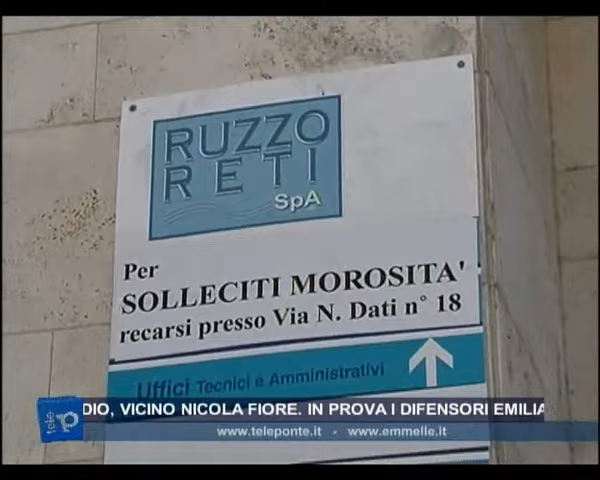 RUZZO
RETI
SpA
Per
SOLLECITI MOROSITA'
recarsi presso Via N. Dati n° 18
Uffici Tecnici e Amministrativi
DIO, VICINO NICOLA FIORE. IN PROVA I DIFENSORI EMILIA
tele p
www.teleponte.it - www.emmelle.it